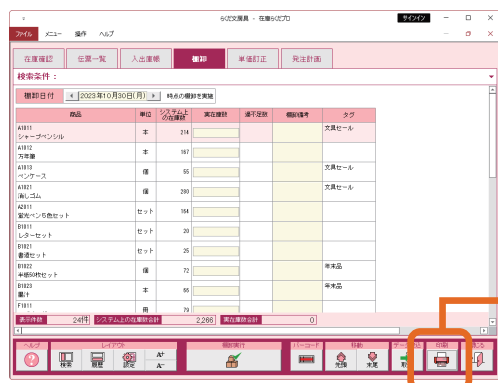 らくだ文房具 - 在庫らくだプロ
サインイン
ファイル メニュー 操作 ヘルプ
在庫確認 伝票一覧 入出庫帳 棚卸 単価訂正 発注計画
検索条件：
棚卸日付 2023年10月30日(月) 時点の棚卸を実施
商品 単位 システム上の在庫数 実在庫数 過不足数 棚卸備考 タグ
A1011
シャープペンシル 本 214 文具セール
A1012
万年筆 本 167
A1013
ペンケース 個 55 文具セール
A1021
消しゴム 個 280 文具セール
A2011
蛍光ペン5色セット セット 164
B1011
レターセット セット 20
B1021
書道セット セット 25
B1022
半紙50枚セット 個 72 年末品
B1023
墨汁 本 56 年末品
F1011
冊 79
表示件数 24件 システム上の在庫数合計 2,266 実在庫数合計 0
ヘルプ レイアウト 棚卸実行 バーコード 移動 印刷 閉じる
検索 履歴 設定 A+ A- 先頭 末尾